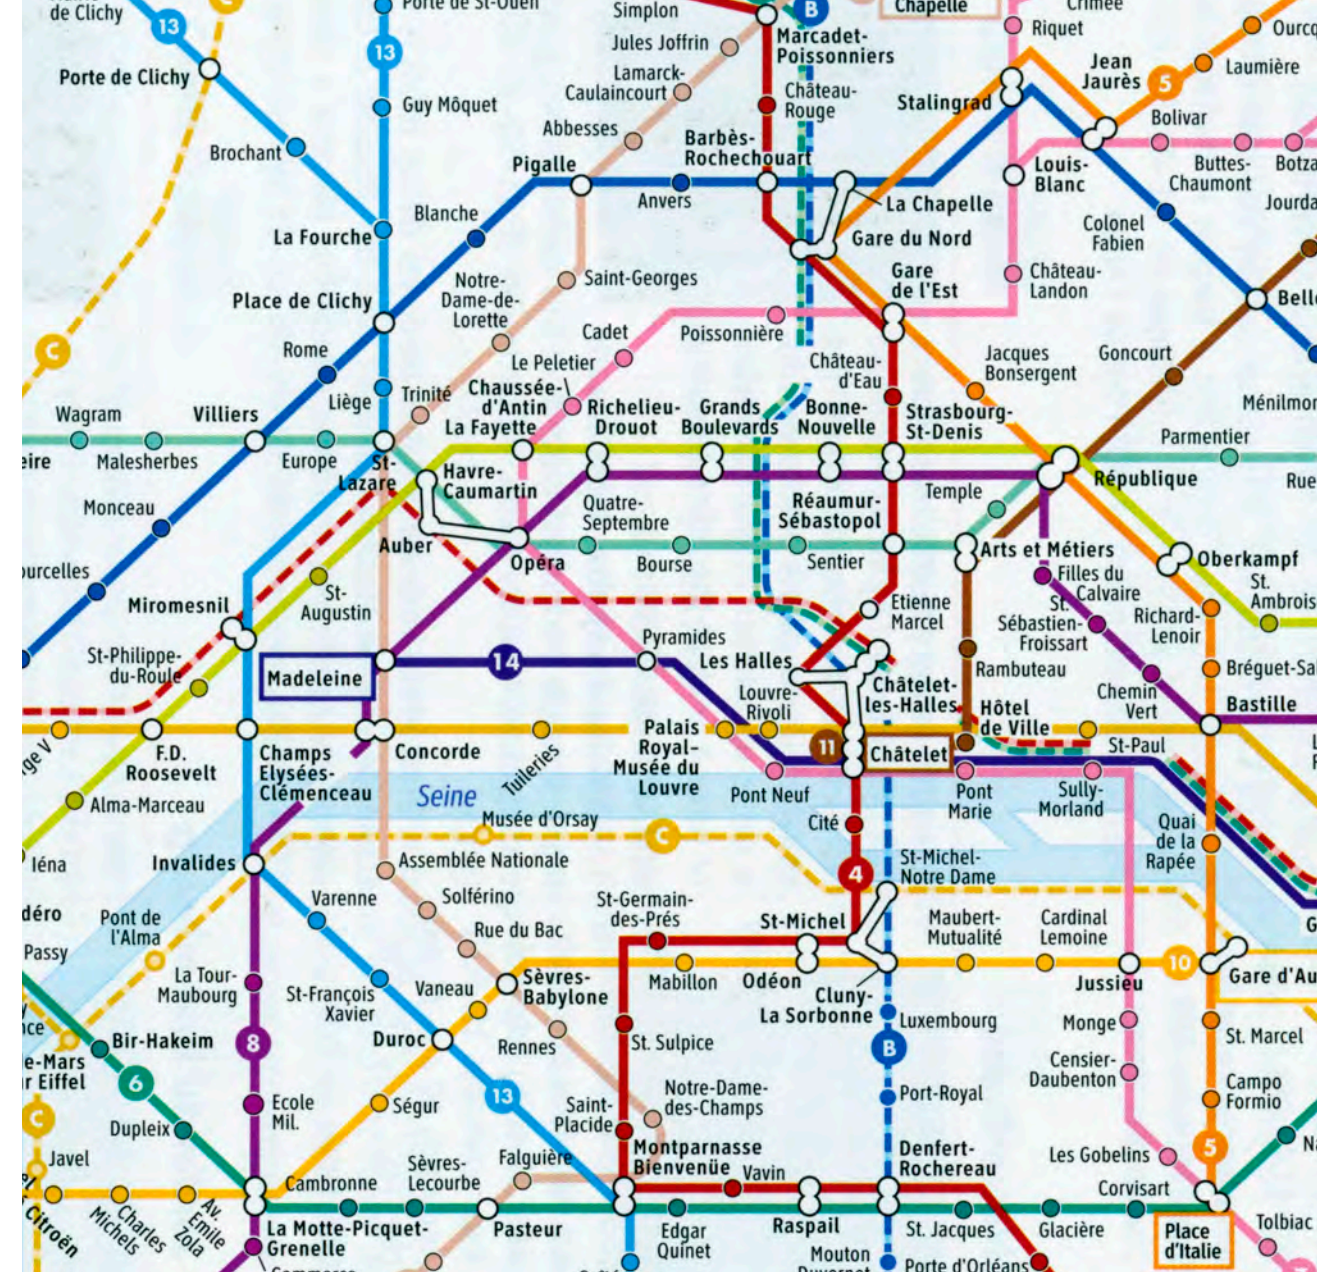 de Clichy
13
C
Porte de St-Ouen
Simplon
B
Chapelle
Crimée
Riquet
Ourcq
Marcadet-
Poissonniers
Jules Joffrin
Jean
Jaurès
Laumière
Porte de Clichy
13
Lamarck-
Caulaincourt
Château-
Rouge
Stalingrad
5
Guy Môquet
Bolivar
Abbesses
Barbès-
Rochechouart
Brochant
Pigalle
Louis-
Blanc
Buttes-
Chaumont
Anvers
La Chapelle
Blanche
Colonel
Fabien
La Fourche
Gare du Nord
Notre-
Dame-de-
Lorette
Saint-Georges
Gare
de l'Est
Château-
Landon
Place de Clichy
Cadet
Poissonnière
C
Rome
Le Peletier
Château-
d'Eau
Jacques
Bonsergent
Goncourt
Liège
Trinité
Chaussée-
d'Antin
La Fayette
Richelieu-
Drouot
Grands
Boulevards
Bonne-
Nouvelle
Strasbourg-
St-Denis
Wagram
Villiers
Parmentier
Malesherbes
Europe
St-
Lazare
Havre-
Caumartin
République
Rue
Monceau
Quatre-
Septembre
Réaumur-
Sébastopol
Temple
Auber
Opéra
Bourse
Sentier
Arts et Métiers
Oberkampf
Filles du
Calvaire
St.
Ambrois
St-
Augustin
Miromesnil
Etienne
Marcel
St.
Sébastien-
Froissart
Richard-
Lenoir
St-Philippe-
du-Roule
Pyramides
Les Halles
Rambuteau
Bréguet-Sa
Madeleine
14
Louvre-
Rivoli
Châtelet-
les-Halles
Chemin
Vert
Bastille
Hôtel
de Ville
F.D.
Roosevelt
Champs
Elysées-
Clémenceau
Concorde
Tuileries
Palais
Royal-
Musée du
Louvre
11
Châtelet
St-Paul
Alma-Marceau
Seine
Pont Neuf
Pont
Marie
Sully-
Morland
Musée d'Orsay
C
Cité
Quai
de la
Rapée
Iéna
Invalides
Assemblée Nationale
4
St-Michel-
Notre Dame
Varenne
Solférino
St-Germain-
des-Prés
St-Michel
Maubert-
Mutualité
Cardinal
Lemoine
Pont de
l'Alma
Rue du Bac
Passy
La Tour-
Maubourg
St-François
Xavier
Vaneau
Sèvres-
Babylone
Mabillon
Odéon
Cluny-
La Sorbonne
Jussieu
10
Gare d'Au
Duroc
Rennes
St. Sulpice
Luxembourg
Monge
St. Marcel
Bir-Hakeim
8
B
Censier-
Daubenton
6
13
Notre-Dame-
des-Champs
Port-Royal
Campo
Formio
C
Ecole
Mil.
Ségur
Saint-
Placide
Dupleix
Montparnasse
Bienvenüe
Denfert-
Rochereau
Les Gobelins
5
Javel
Cambronne
Sèvres-
Lecourbe
Falguière
Vavin
Corvisart
Citroën
Charles
Michels
Av.
Emile
Zola
La Motte-Picquet-
Grenelle
Pasteur
Edgar
Quinet
Raspail
St. Jacques
Glacière
Place
d'Italie
Tolbiac
Mouton
Porte d'Orléans